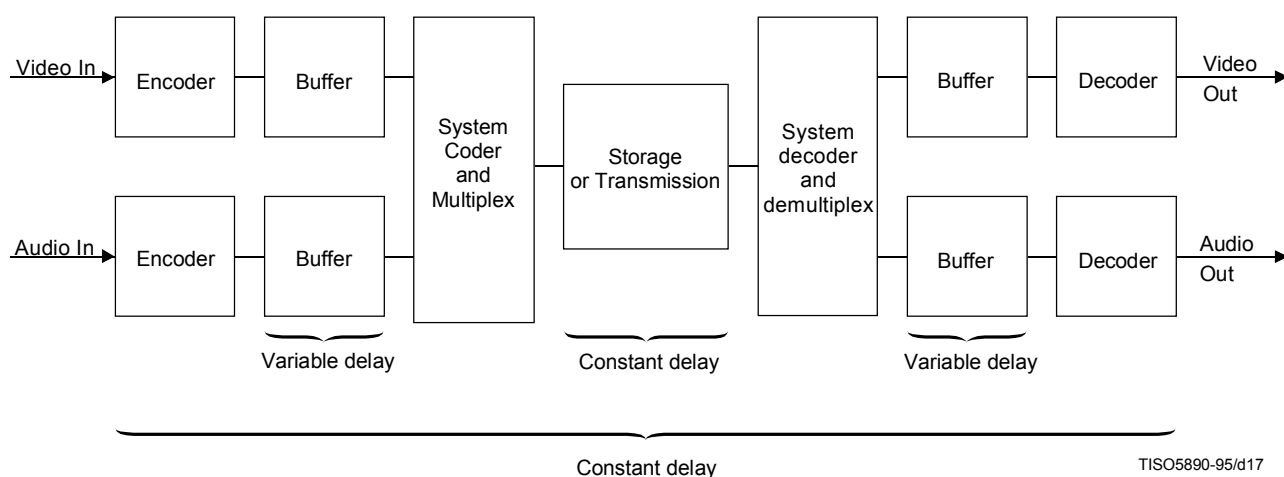 Video In
Encoder
Buffer
System
Coder
and
Multiplex
Storage
or Transmission
System
decoder
and
demultiplex
Buffer
Decoder
Video
Out
Audio In
Encoder
Buffer
Buffer
Decoder
Audio
Out
Variable delay
Constant delay
Variable delay
Constant delay
TISO5890-95/d17